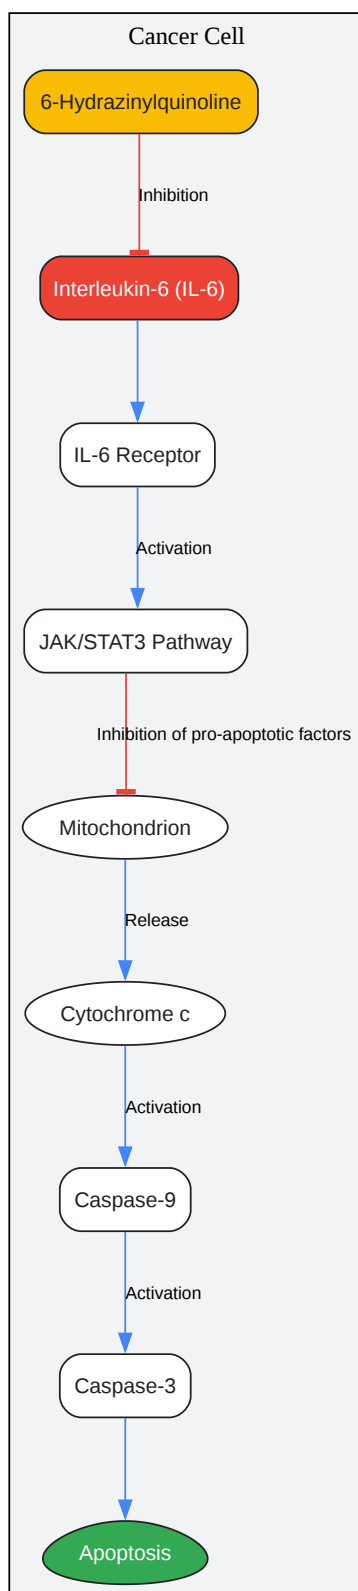 Cancer Cell
6-Hydrazinylquinoline
Inhibition
Interleukin-6 (IL-6)
IL-6 Receptor
Activation
JAK/STAT3 Pathway
Inhibition of pro-apoptotic factors
Mitochondrion
Release
Cytochrome c
Activation
Caspase-9
Activation
Caspase-3
Apoptosis